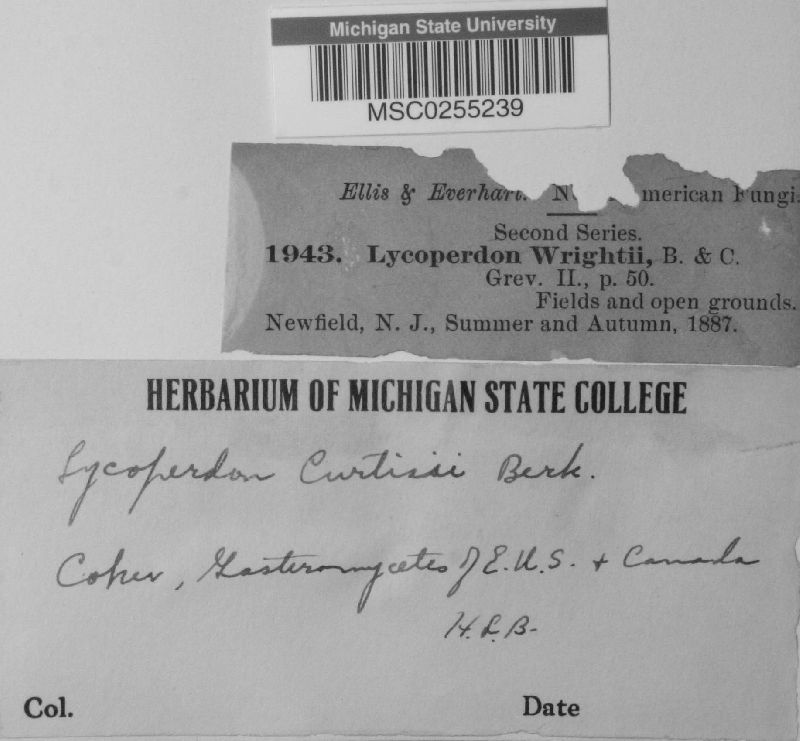 Michigan State University
MSC0255239
Ellis & Everhart. N merican Fungi.
Second Series.
1943. Lycoperdon Wrightii, B. & C.
Grev. II., p. 50.
Fields and open grounds.
Newfield, N. J., Summer and Autumn, 1887.
HERBARIUM OF MICHIGAN STATE COLLEGE
Lycoperdon Curtisii Berk.
Coker, Gasteromycetes of E.U.S. + Canada
H.L.B-
Col. Date